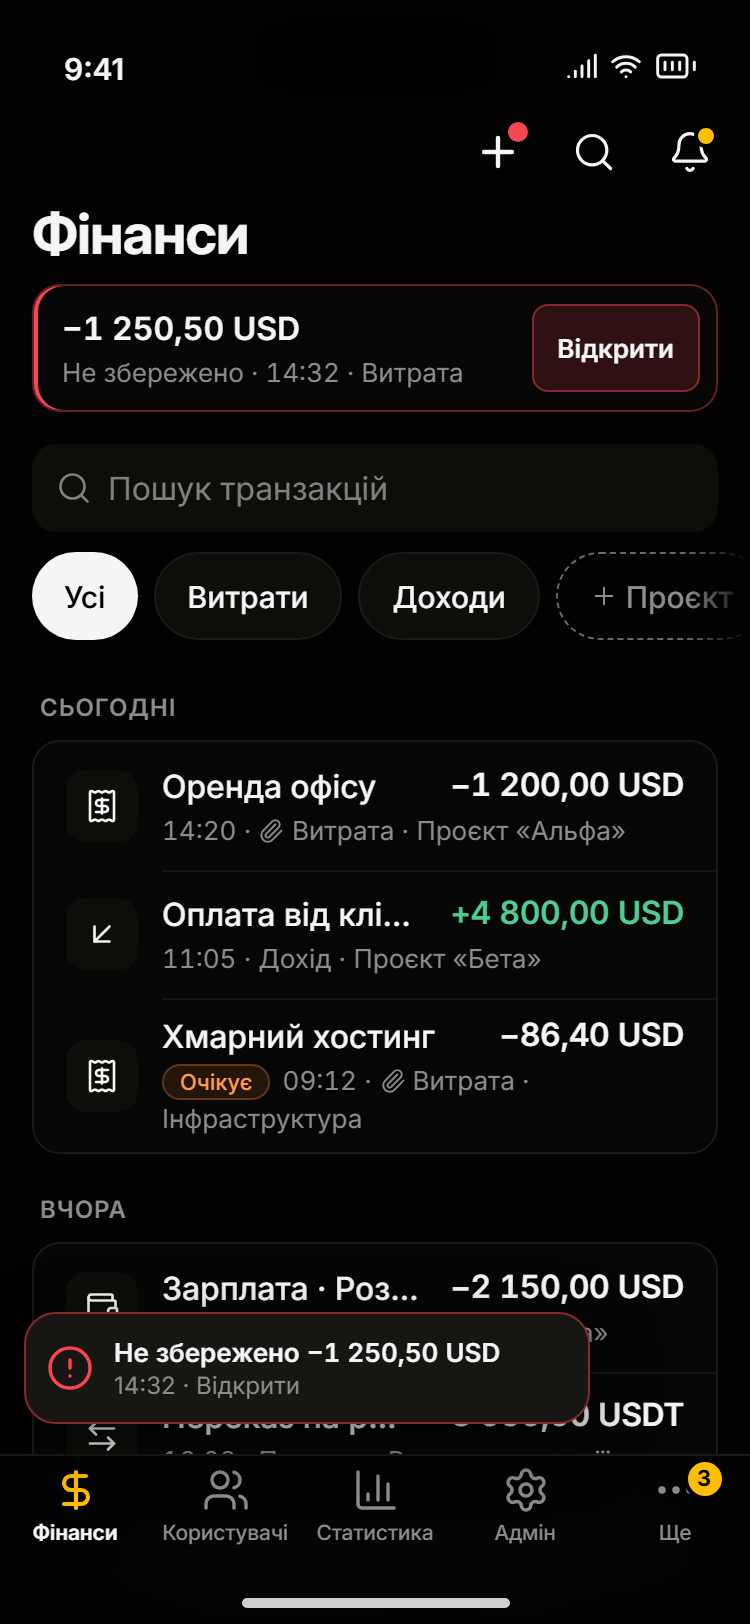 9:41
Фінанси
−1 250,50 USD
Не збережено · 14:32 · Витрата
Відкрити
Пошук транзакцій
Усі
Витрати
Доходи
+ Проєкт
СЬОГОДНІ
Оренда офісу
−1 200,00 USD
14:20 · Витрата · Проєкт «Альфа»
Оплата від клі...
+4 800,00 USD
11:05 · Дохід · Проєкт «Бета»
Хмарний хостинг
−86,40 USD
Очікує 09:12 · Витрата ·
Інфраструктура
ВЧОРА
Зарплата · Роз...
−2 150,00 USD
Не збережено −1 250,50 USD
14:32 · Відкрити
USDT
Фінанси
Користувачі
Статистика
Адмін
Ще
3